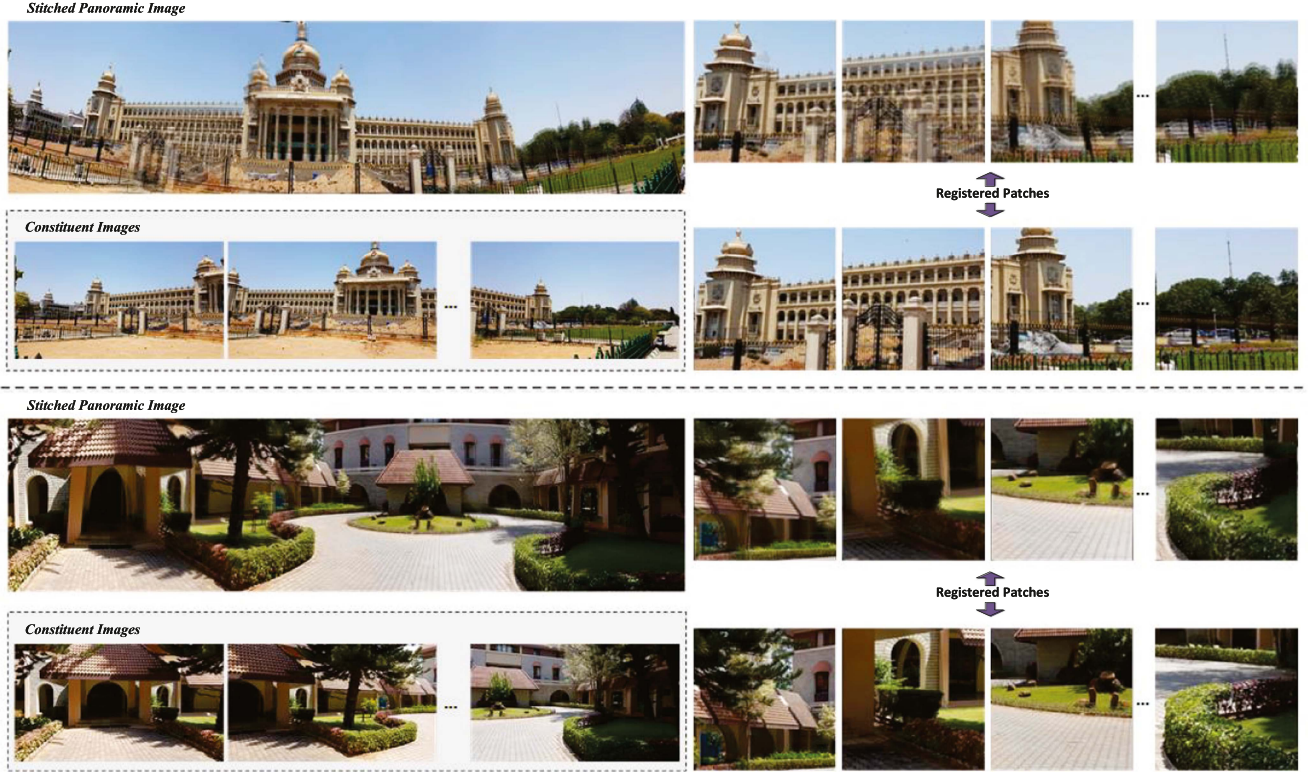 Stitched Panoramic Image
Registered Patches
Constituent Images
...
...
...
Stitched Panoramic Image
Registered Patches
Constituent Images
...
...
...